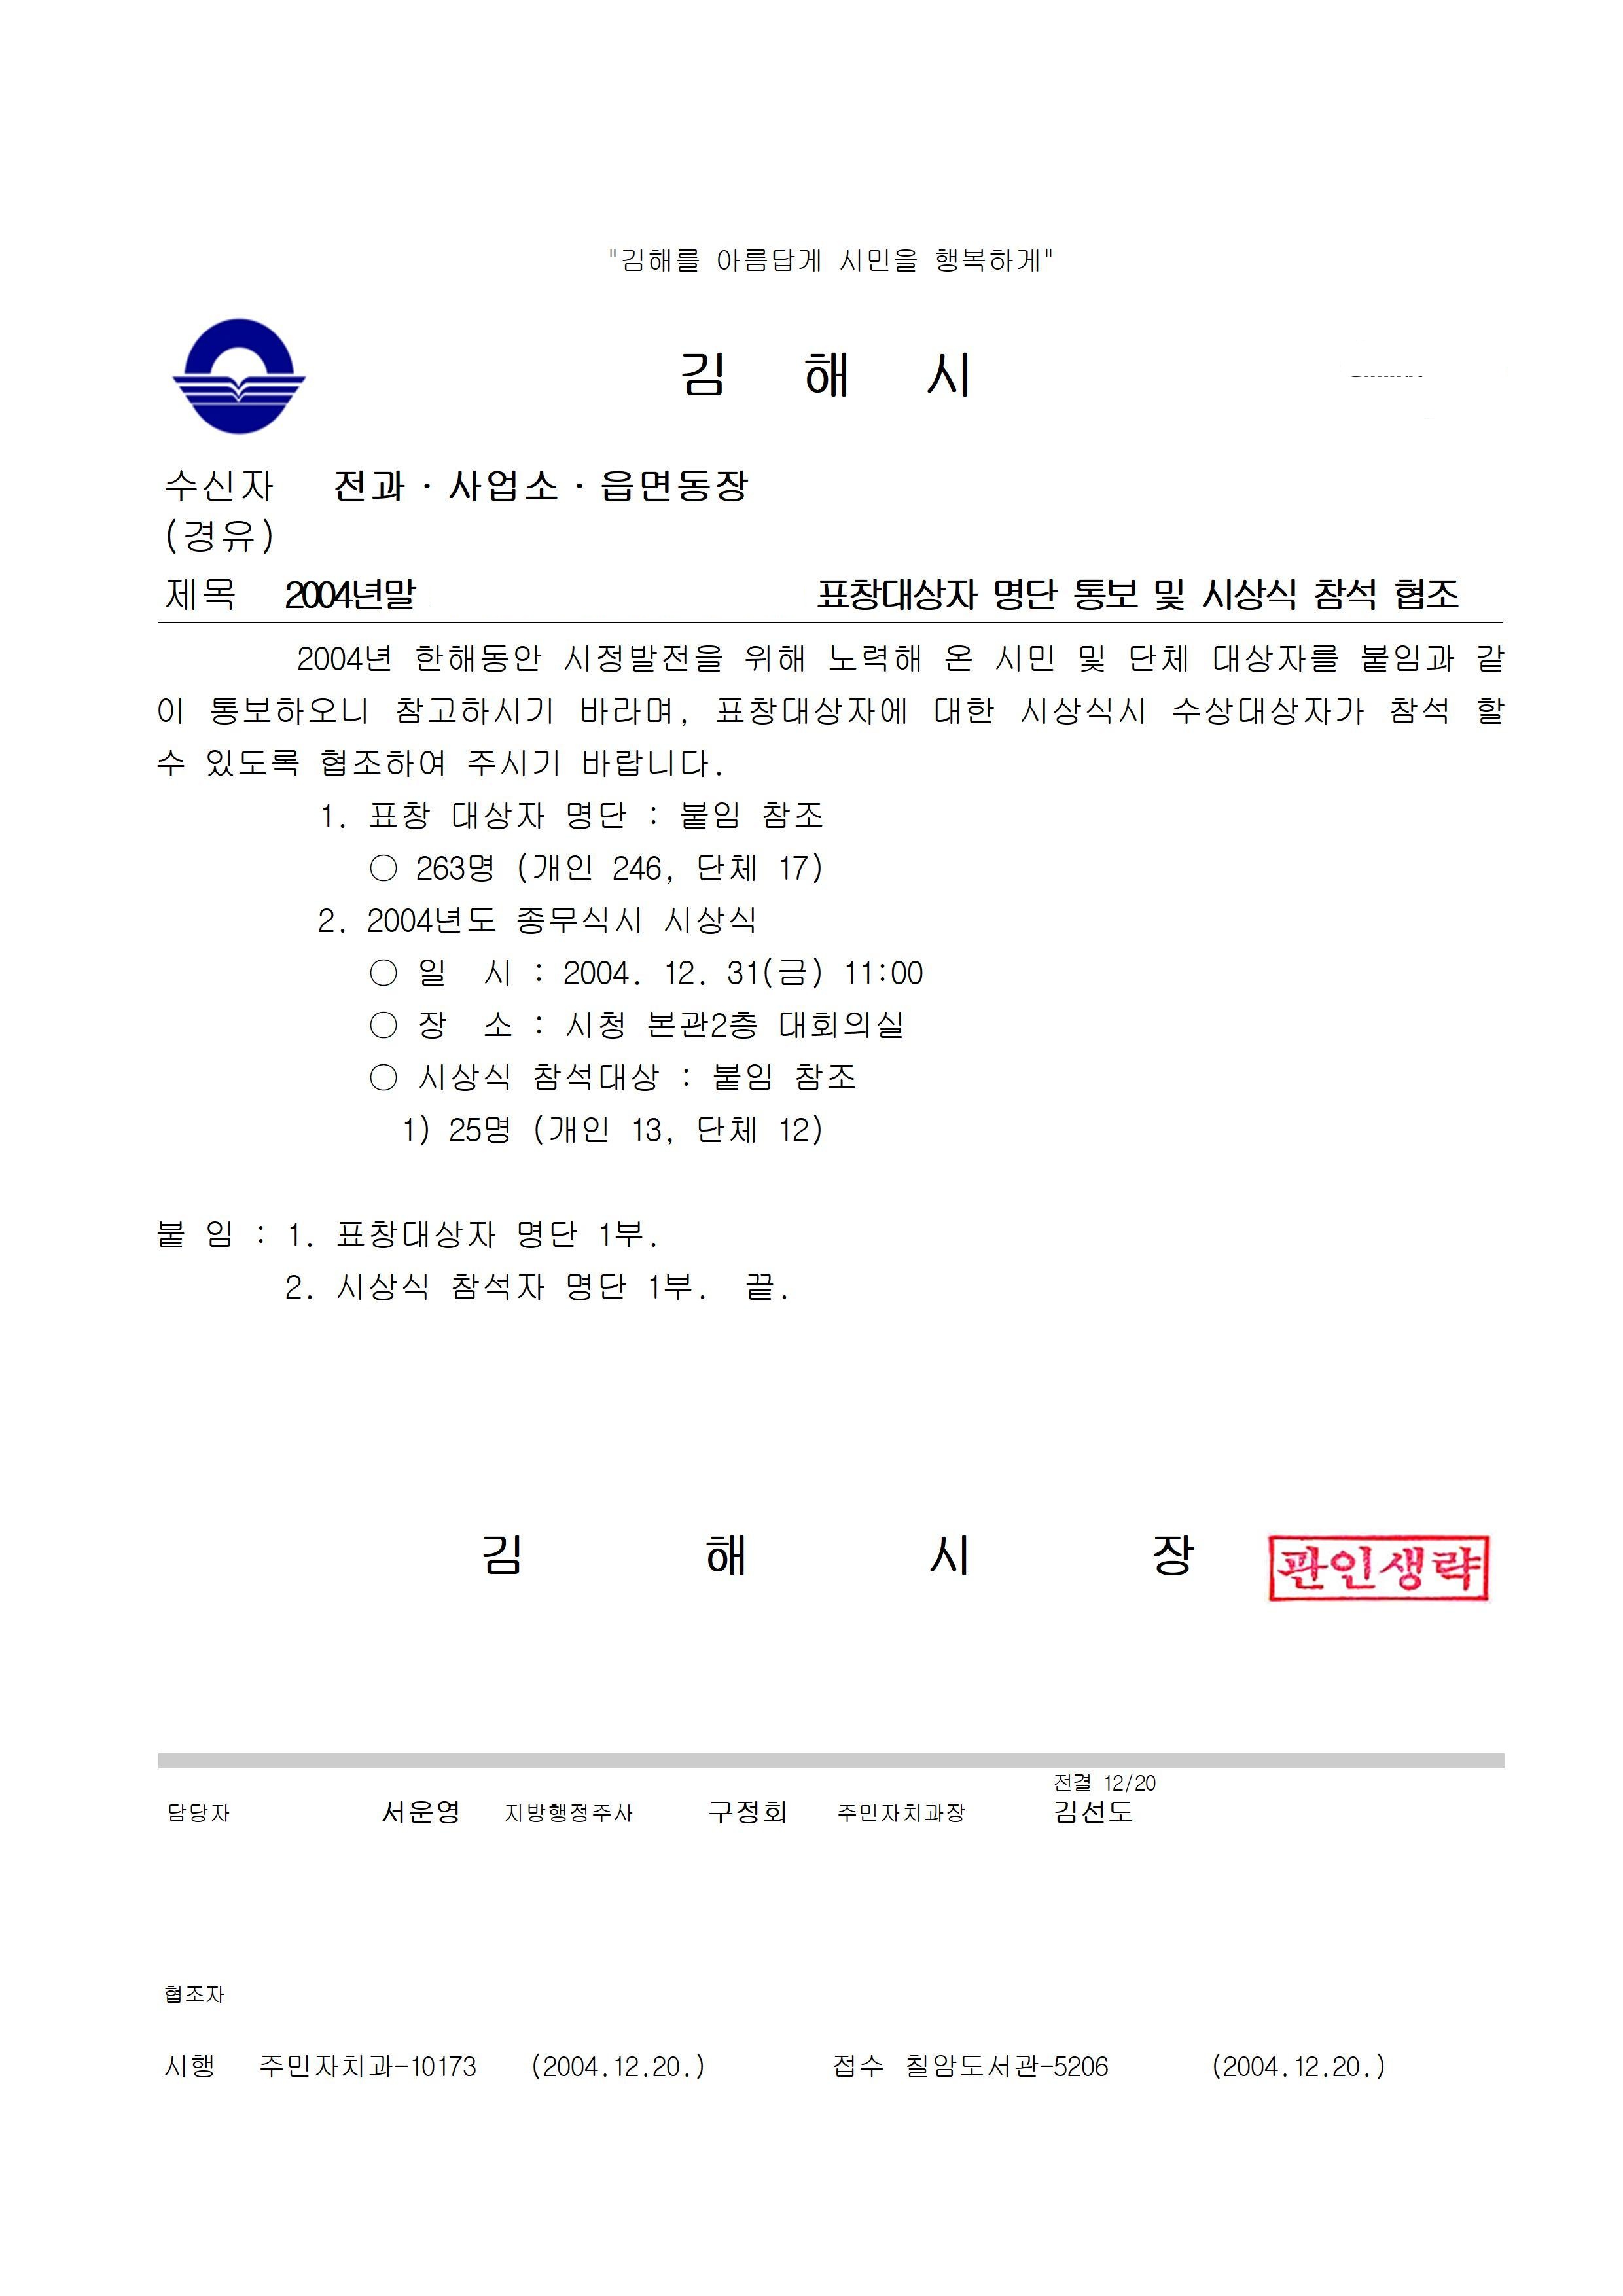 "김해를 아름답게 시민을 행복하게"
김 해 시
수신자 전과·사업소·읍면동장
(경유)
제목 2004년말 표창대상자 명단 통보 및 시상식 참석 협조
2004년 한해동안 시정발전을 위해 노력해 온 시민 및 단체 대상자를 붙임과 같
이 통보하오니 참고하시기 바라며, 표창대상자에 대한 시상식시 수상대상자가 참석 할
수 있도록 협조하여 주시기 바랍니다.
1. 표창 대상자 명단 : 붙임 참조
○ 263명 (개인 246, 단체 17)
2. 2004년도 종무식시 시상식
○ 일 시 : 2004. 12. 31(금) 11:00
○ 장 소 : 시청 본관2층 대회의실
○ 시상식 참석대상 : 붙임 참조
1) 25명 (개인 13, 단체 12)
붙 임 : 1. 표창대상자 명단 1부.
2. 시상식 참석자 명단 1부. 끝.
김 해 시 장 관인생략
전결 12/20
담당자 서운영 지방행정주사 구정회 주민자치과장 김선도
협조자
시행 주민자치과-10173 (2004.12.20.) 접수 칠암도서관-5206 (2004.12.20.)